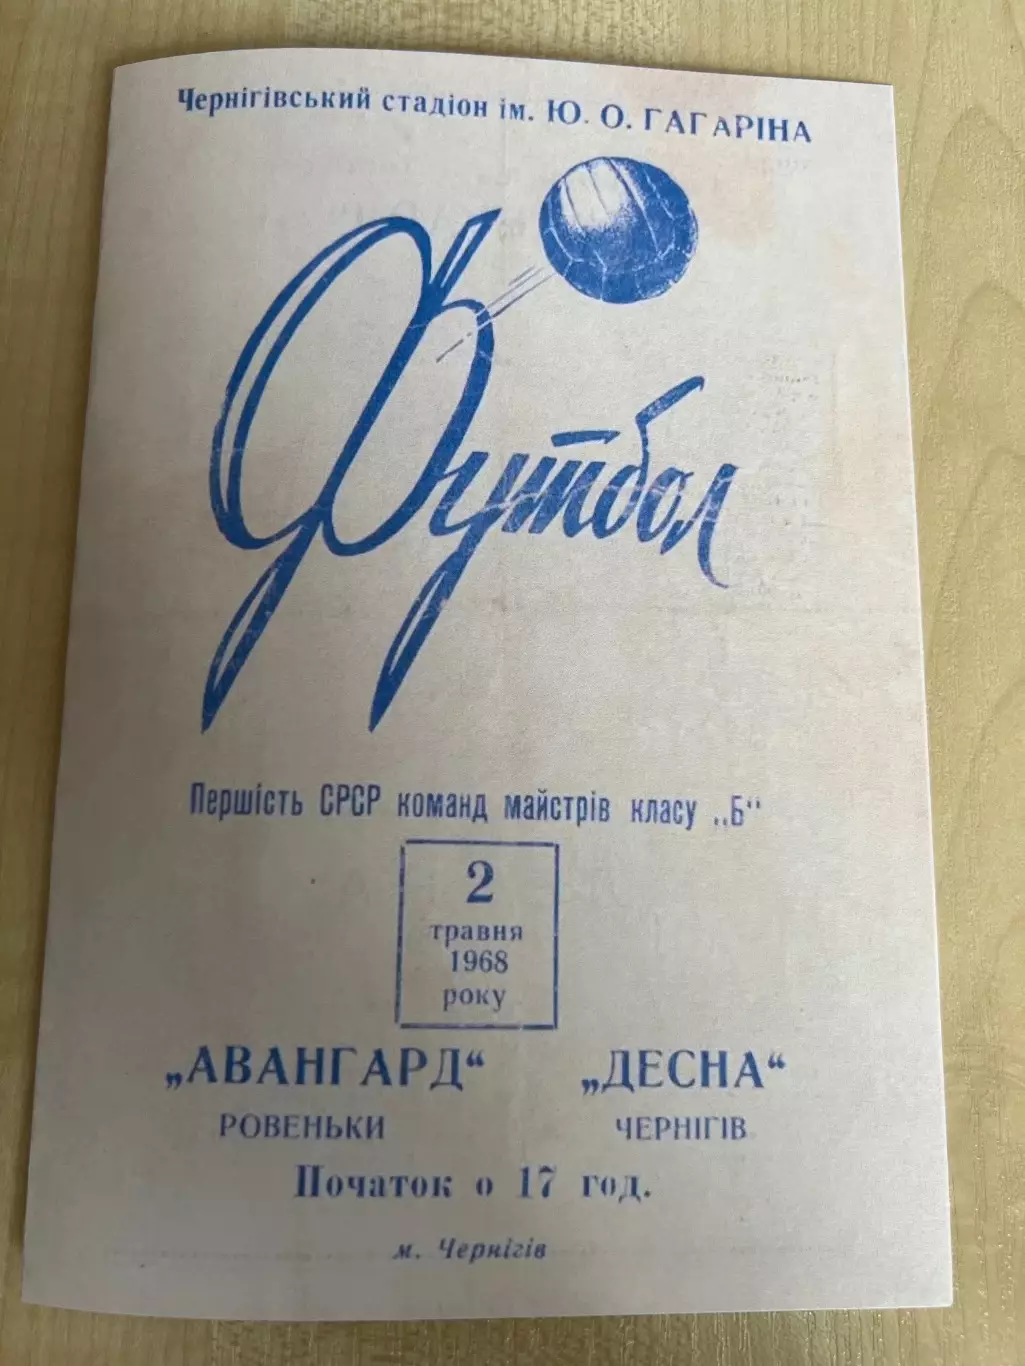 Чернігівський стадіон ім. Ю. О. ГАГАРІНА
Футбол
Першість СРСР команд майстрів класу „Б“
2
травня
1968
року
„АВАНГАРД“ „ДЕСНА“
РОВЕНЬКИ ЧЕРНІГІВ
Початок о 17 год.
м. Чернігів